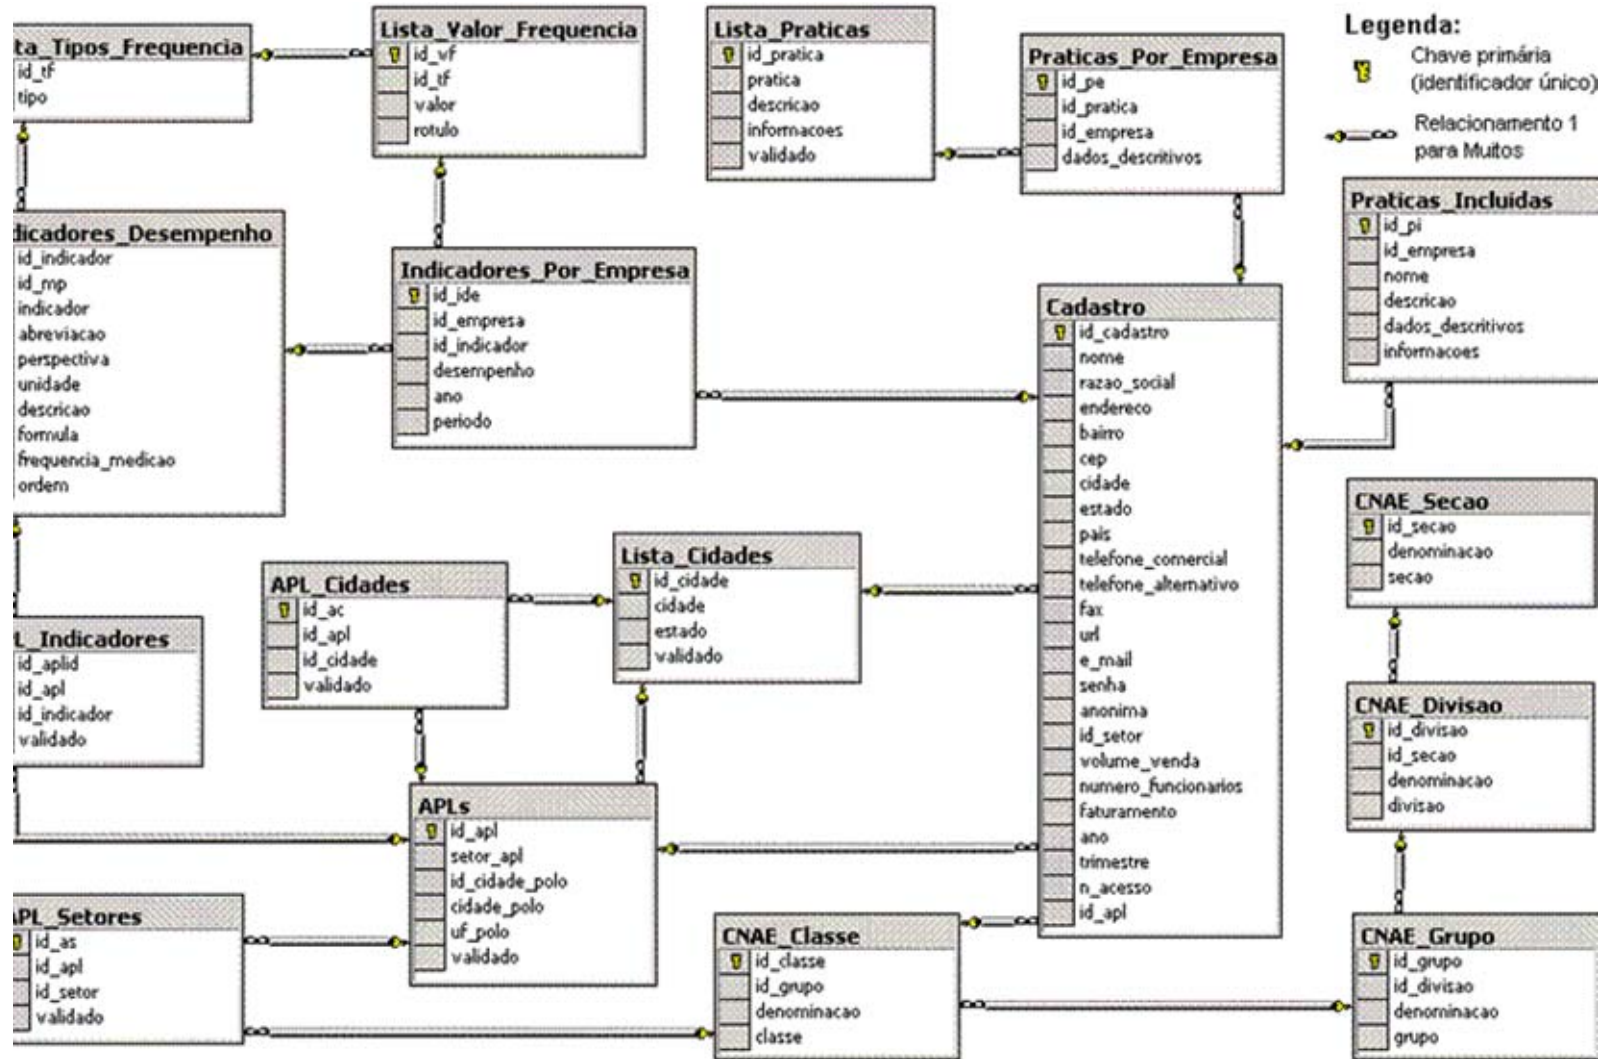 ta_Tipos_Frequencia
id_tf
tipo
Lista_Valor_Frequencia
id_vf
id_tf
valor
rotulo
Lista_Praticas
id_pratica
pratica
descricao
informacoes
validado
Praticas_Por_Empresa
id_pe
id_pratica
id_empresa
dados_descritivos
Legenda:
Chave primária
(identificador único)
Relacionamento 1
para Muitos
Praticas_Incluidas
id_pi
id_empresa
nome
descricao
dados_descritivos
informacoes
dicadores_Desempenho
id_indicador
id_mp
indicador
abreviacao
perspectiva
unidade
descricao
formula
frequencia_medicao
ordem
Indicadores_Por_Empresa
id_ide
id_empresa
id_indicador
desempenho
ano
periodo
Cadastro
id_cadastro
nome
razao_social
endereco
bairro
cep
cidade
estado
pais
telefone_comercial
telefone_alternativo
fax
url
e_mail
senha
anonima
id_setor
volume_venda
numero_funcionarios
faturamento
ano
trimestre
n_acesso
id_apl
CNAE_Secao
id_secao
denominacao
secao
APL_Cidades
id_ac
id_apl
id_cidade
validado
Lista_Cidades
id_cidade
cidade
estado
validado
L_Indicadores
id_aplid
id_apl
id_indicador
validado
CNAE_Divisao
id_divisao
id_secao
denominacao
divisao
APLs
id_apl
setor_apl
id_cidade_polo
cidade_polo
uf_polo
validado
APL_Setores
id_as
id_apl
id_setor
validado
CNAE_Classe
id_classe
id_grupo
denominacao
classe
CNAE_Grupo
id_grupo
id_divisao
denominacao
grupo